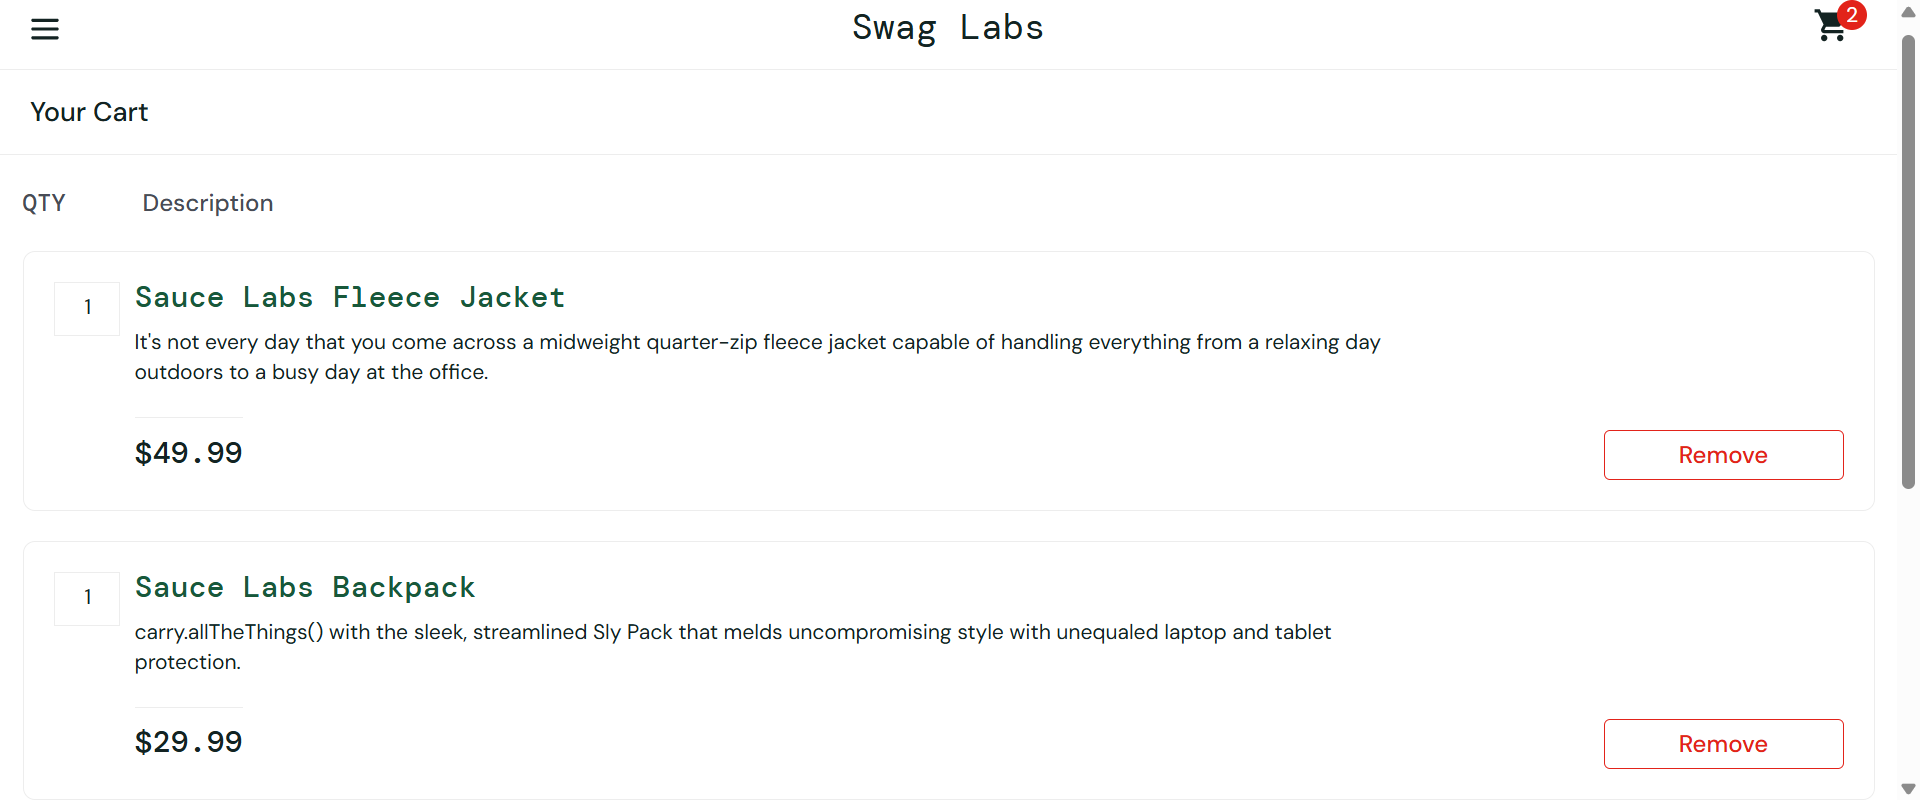 Swag Labs
2
Your Cart
QTY Description
1
Sauce Labs Fleece Jacket
It's not every day that you come across a midweight quarter-zip fleece jacket capable of handling everything from a relaxing day
outdoors to a busy day at the office.
$49.99
Remove
1
Sauce Labs Backpack
carry.allTheThings() with the sleek, streamlined Sly Pack that melds uncompromising style with unequaled laptop and tablet
protection.
$29.99
Remove